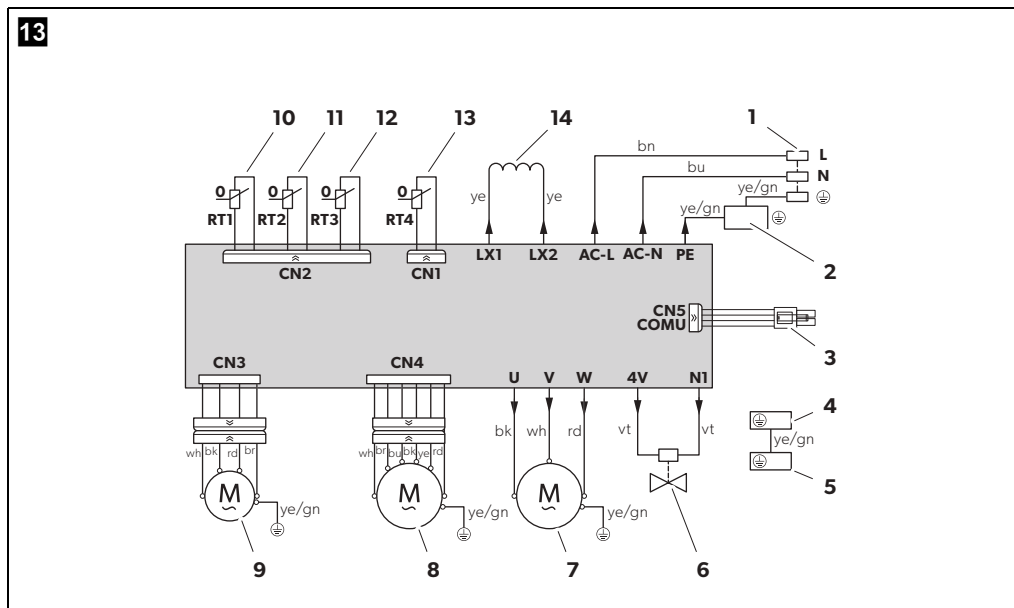 13
10 11 12 13 14 1
bn L
bu N
ye/gn
ye ye ye/gn
0 0 0 0
RT1 RT2 RT3 RT4
2
LX1 LX2 AC-L AC-N PE
CN2 CN1
CN5
COMU
3
CN3 CN4 U V W 4V N1
4
bk wh rd vt vt ye/gn
wh bk rd br wh br bu bk ye rd
5
M M M
ye/gn ye/gn ye/gn
9 8 7 6